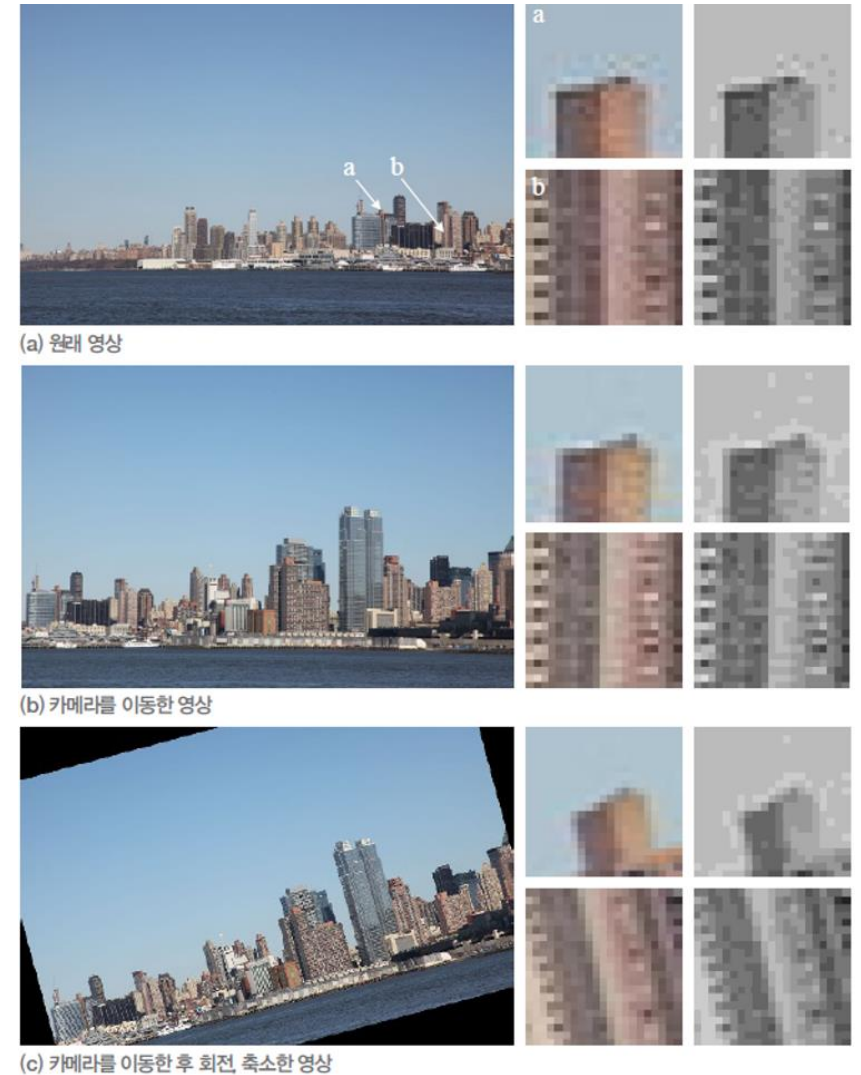 a
a b
b
(a) 원래 영상
(b) 카메라를 이동한 영상
(c) 카메라를 이동한 후 회전, 축소한 영상